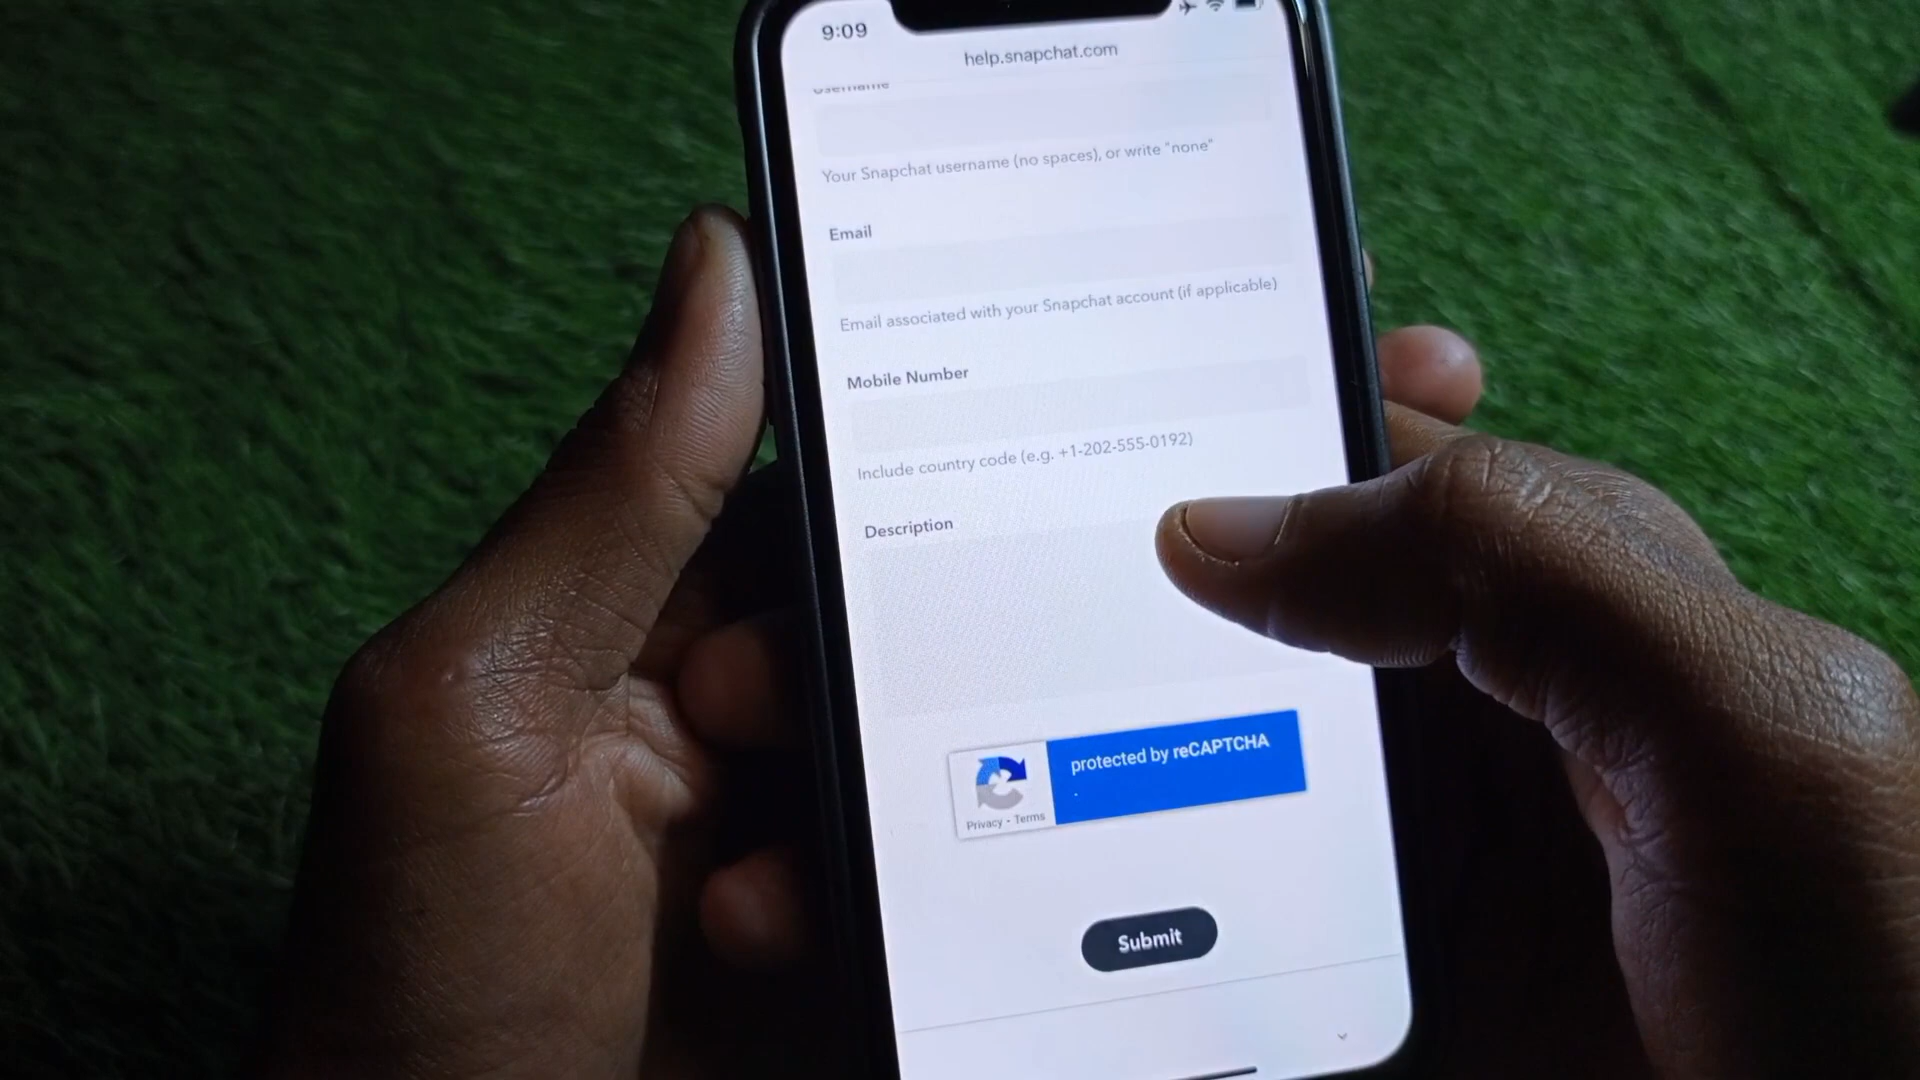 9:09
help.snapchat.com
Username
Your Snapchat username (no spaces), or write "none"
Email
Email associated with your Snapchat account (if applicable)
Mobile Number
Include country code (e.g. +1-202-555-0192)
Description
protected by reCAPTCHA
Privacy - Terms
Submit